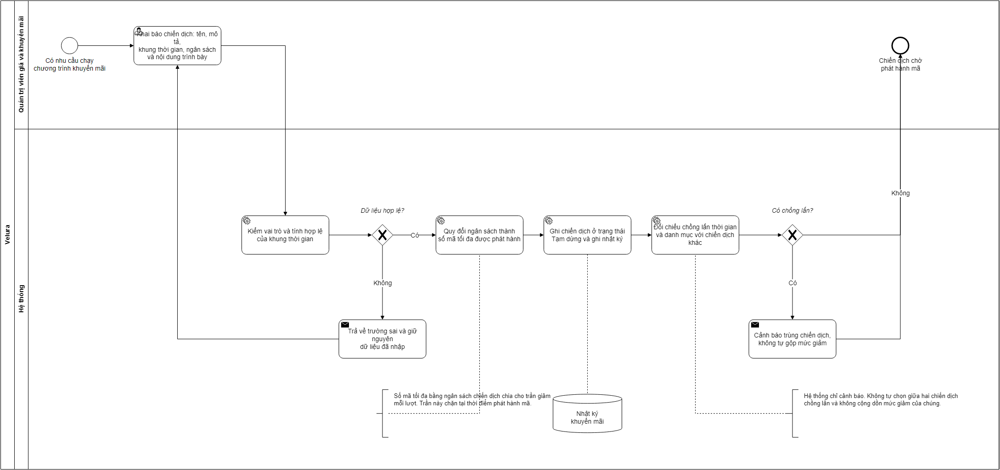 Velura
Quản trị viên giá và khuyến mãi
Có nhu cầu chạy
chương trình khuyến mãi
Khai báo chiến dịch: tên, mô
tả,
khung thời gian, ngân sách
và nội dung trình bày
Chiến dịch chờ
phát hành mã
Hệ thống
Kiểm vai trò và tính hợp lệ
của khung thời gian
Dữ liệu hợp lệ?
Có
Không
Trả về trường sai và giữ
nguyên
dữ liệu đã nhập
Quy đổi ngân sách thành
số mã tối đa được phát hành
Ghi chiến dịch ở trạng thái
Tạm dừng và ghi nhật ký
Đối chiếu chồng lấn thời gian
và danh mục với chiến dịch
khác
Có chồng lấn?
Không
Có
Cảnh báo trùng chiến dịch,
không tự gộp mức giảm
Số mã tối đa bằng ngân sách chiến dịch chia cho trần giảm
mỗi lượt. Trần này chặn tại thời điểm phát hành mã.
Nhật ký
khuyến mãi
Hệ thống chỉ cảnh báo. Không tự chọn giữa hai chiến dịch
chồng lấn và không cộng dồn mức giảm của chúng.